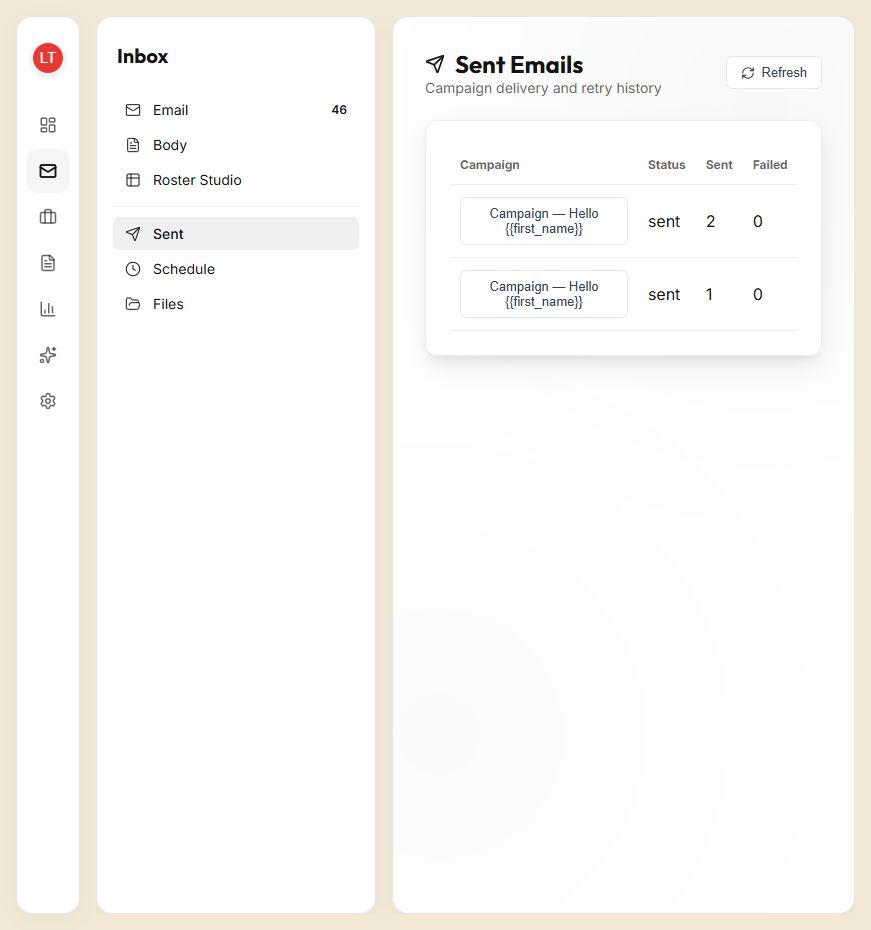 LT
Inbox
Email 46
Body
Roster Studio
Sent
Schedule
Files
Sent Emails
Campaign delivery and retry history
Refresh
Campaign Status Sent Failed
Campaign — Hello
{{first_name}}
sent 2 0
Campaign — Hello
{{first_name}}
sent 1 0